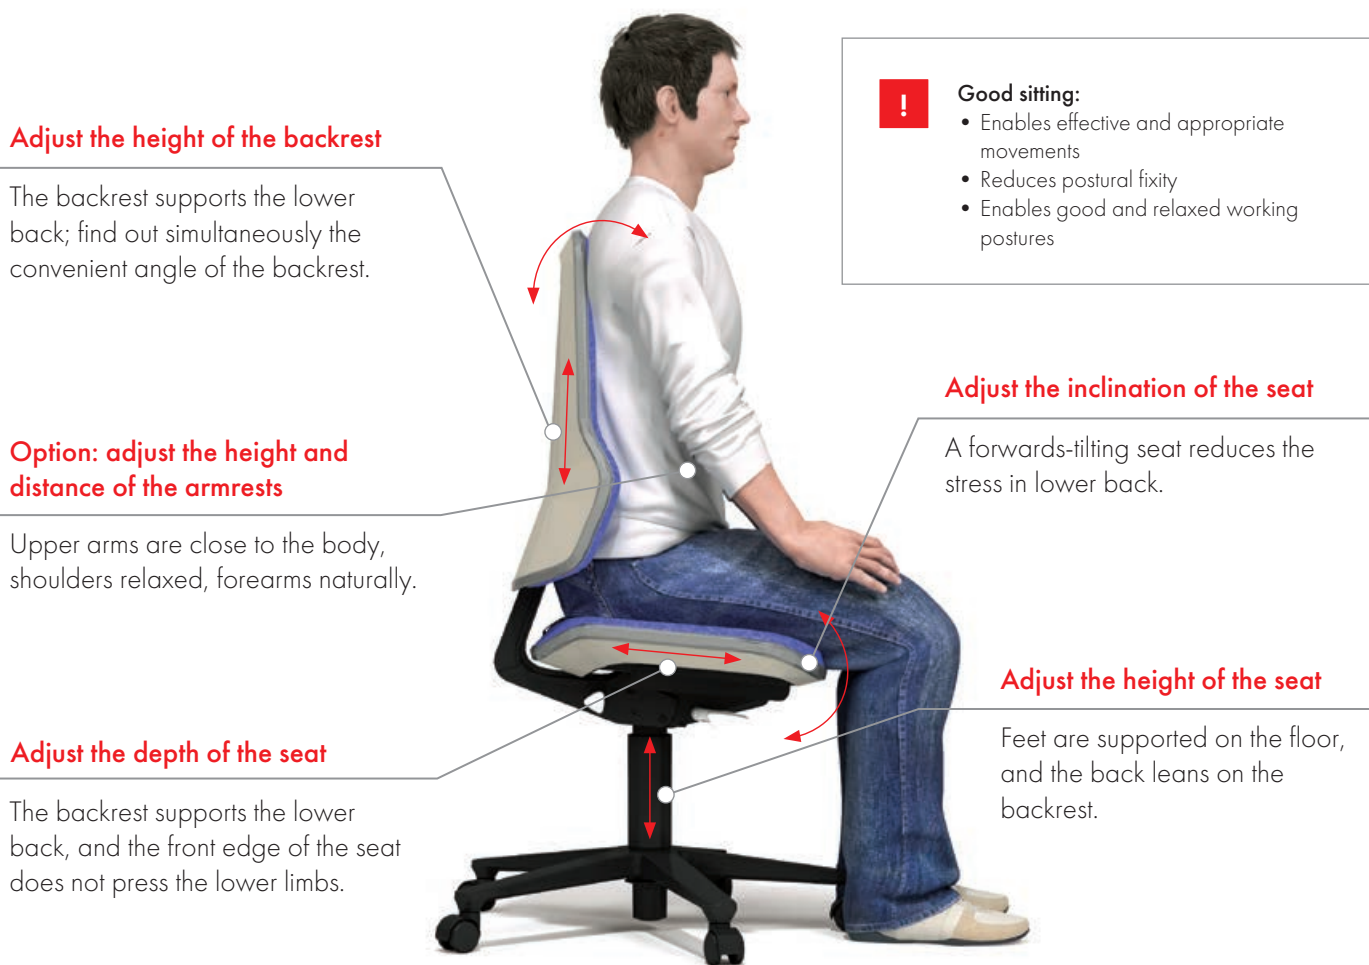 Adjust the height of the backrest
The backrest supports the lower
back; find out simultaneously the
convenient angle of the backrest.
Option: adjust the height and
distance of the armrests
Upper arms are close to the body,
shoulders relaxed, forearms naturally.
Adjust the depth of the seat
The backrest supports the lower
back, and the front edge of the seat
does not press the lower limbs.
!
Good sitting:
• Enables effective and appropriate
movements
• Reduces postural fixity
• Enables good and relaxed working
postures
Adjust the inclination of the seat
A forwards-tilting seat reduces the
stress in lower back.
Adjust the height of the seat
Feet are supported on the floor,
and the back leans on the
backrest.